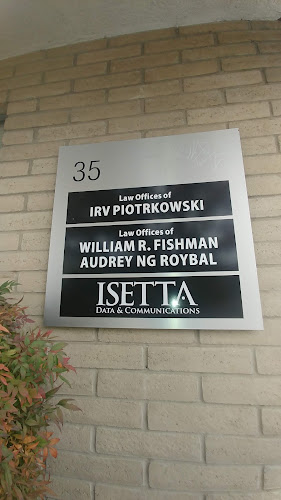 35
Law Offices of
IRV PIOTRKOWSKI
Law Offices of
WILLIAM R. FISHMAN
AUDREY NG ROYBAL
ISETTA
DATA & COMMUNICATIONS